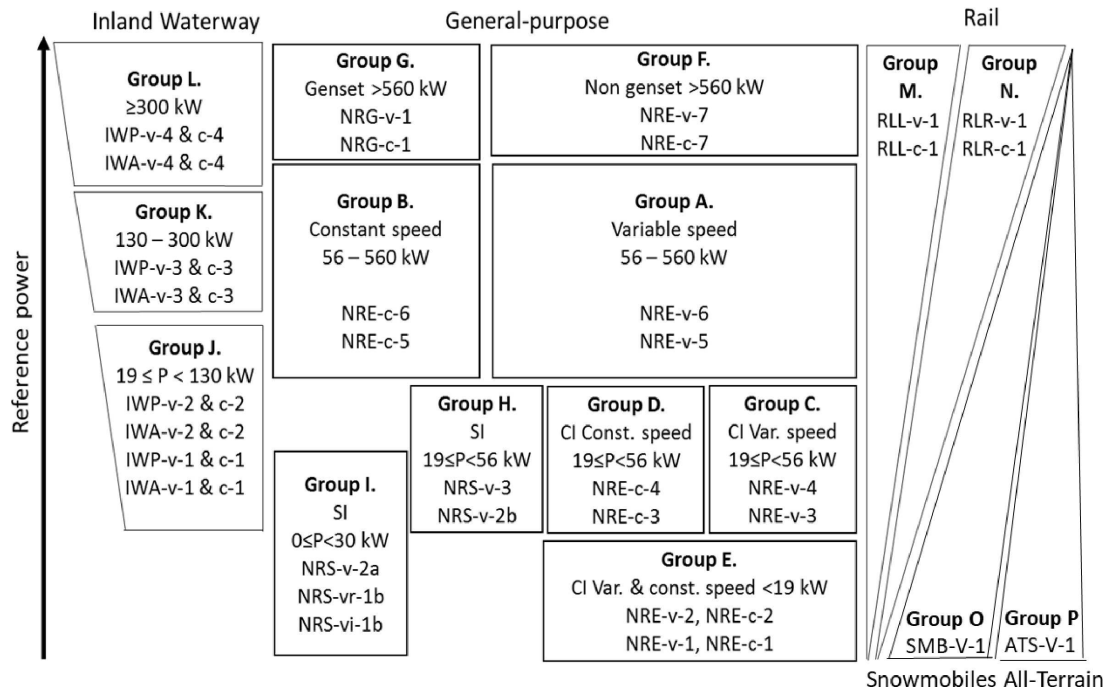 Inland Waterway
General-purpose
Rail
Reference power
Group L.
≥300 kW
IWP-v-4 & c-4
IWA-v-4 & c-4
Group K.
130 – 300 kW
IWP-v-3 & c-3
IWA-v-3 & c-3
Group J.
19 ≤ P < 130 kW
IWP-v-2 & c-2
IWA-v-2 & c-2
IWP-v-1 & c-1
IWA-v-1 & c-1
Group G.
Genset >560 kW
NRG-v-1
NRG-c-1
Group F.
Non genset >560 kW
NRE-v-7
NRE-c-7
Group B.
Constant speed
56 – 560 kW
NRE-c-6
NRE-c-5
Group A.
Variable speed
56 – 560 kW
NRE-v-6
NRE-v-5
Group I.
SI
0≤P<30 kW
NRS-v-2a
NRS-vr-1b
NRS-vi-1b
Group H.
SI
19≤P<56 kW
NRS-v-3
NRS-v-2b
Group D.
CI Const. speed
19≤P<56 kW
NRE-c-4
NRE-c-3
Group C.
CI Var. speed
19≤P<56 kW
NRE-v-4
NRE-v-3
Group E.
CI Var. & const. speed <19 kW
NRE-v-2, NRE-c-2
NRE-v-1, NRE-c-1
Group
M.
RLL-v-1
RLL-c-1
Group
N.
RLR-v-1
RLR-c-1
Group O
SMB-V-1
Group P
ATS-V-1
Snowmobiles All-Terrain